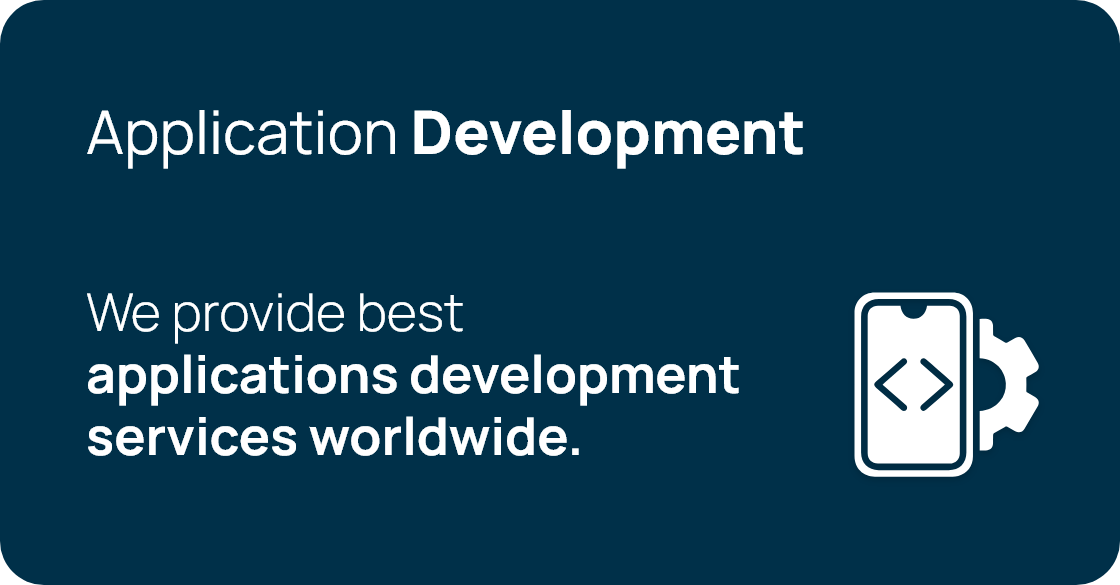 Application Development
We provide best
applications development
services worldwide.